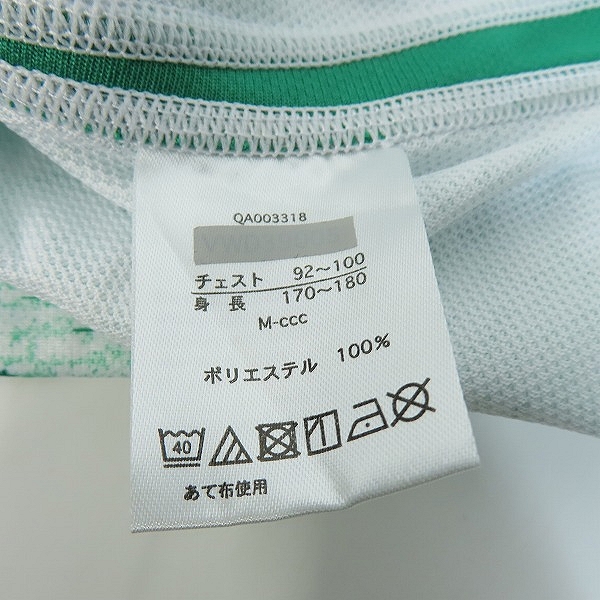 QA003318
チェスト 92～100
身長 170～180
M-ccc
ポリエステル 100%
40
あて布使用